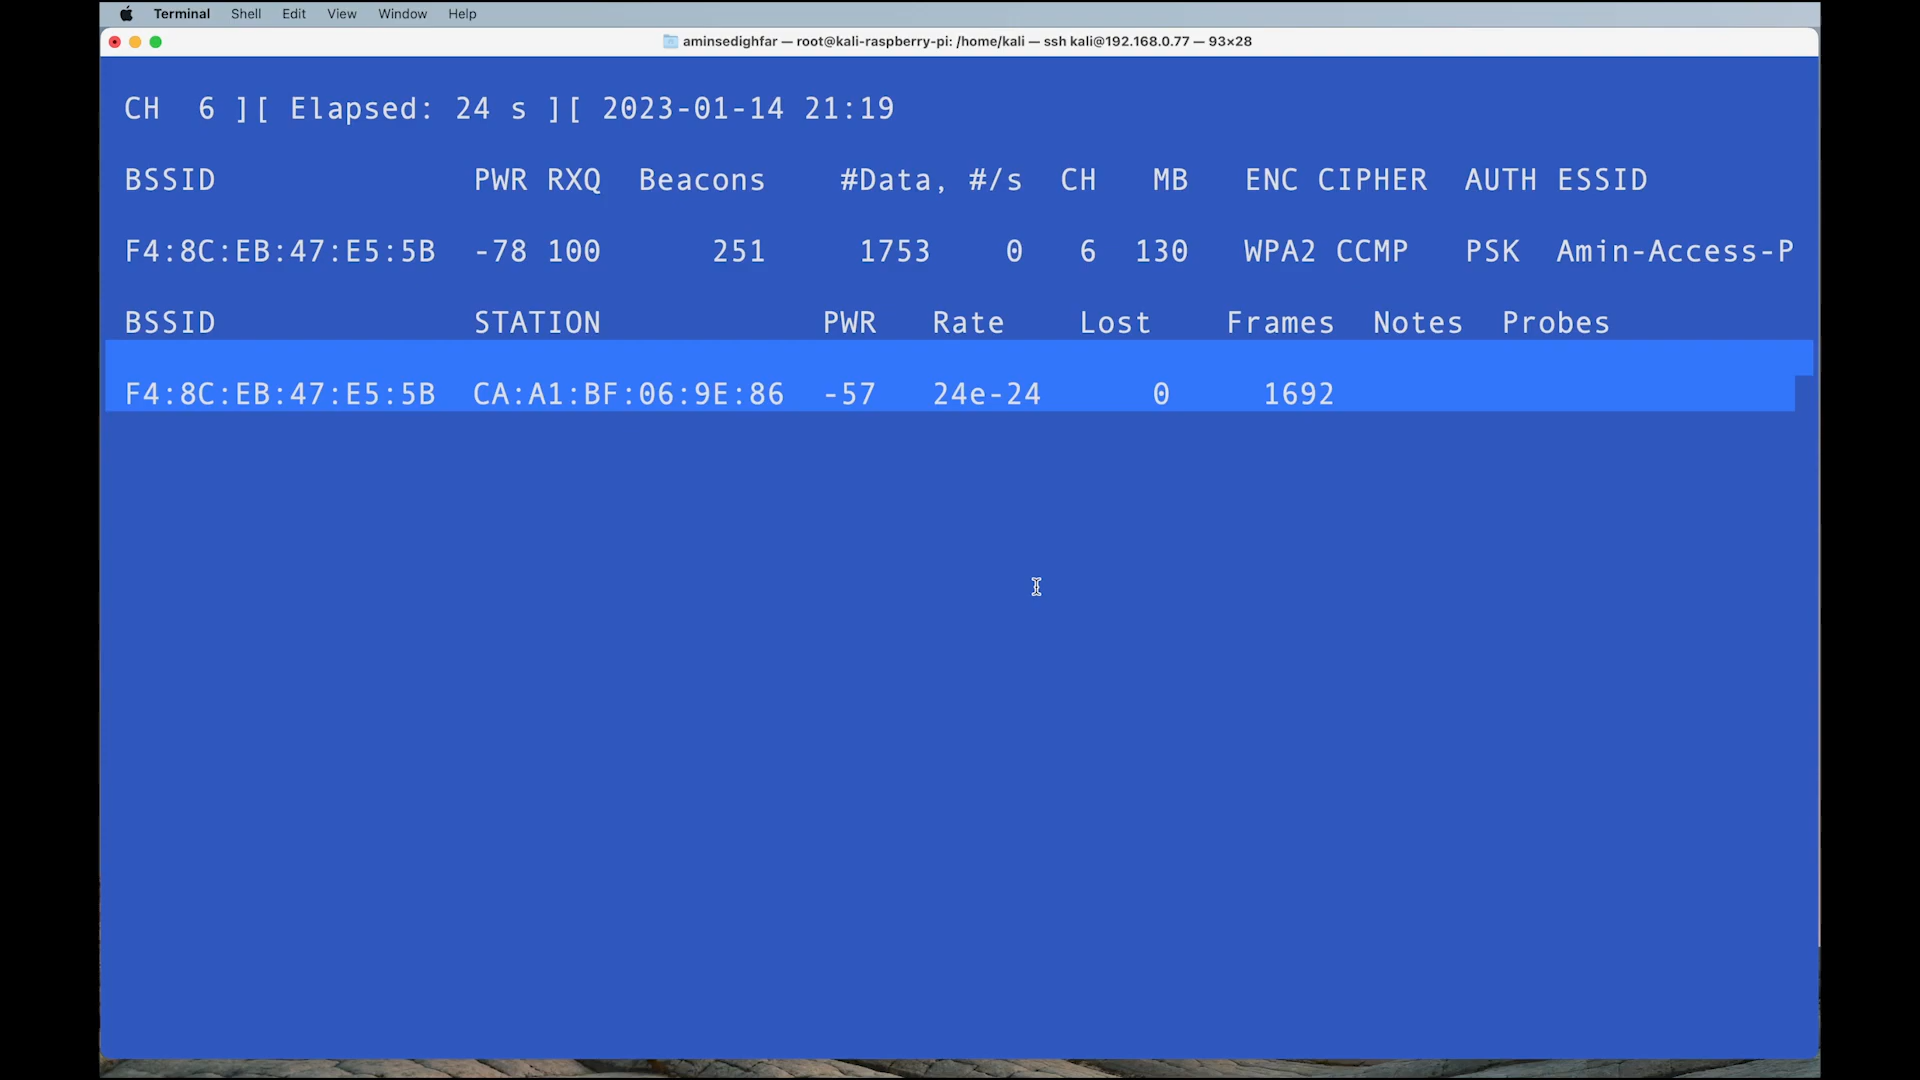 Terminal Shell Edit View Window Help
aminsedighfar — root@kali-raspberry-pi: /home/kali — ssh kali@192.168.0.77 — 93×28
CH  6 ][ Elapsed: 24 s ][ 2023-01-14 21:19
BSSID              PWR RXQ  Beacons    #Data, #/s  CH   MB   ENC CIPHER  AUTH ESSID
F4:8C:EB:47:E5:5B  -78 100      251     1753    0   6  130   WPA2 CCMP   PSK  Amin-Access-P
BSSID              STATION            PWR   Rate    Lost    Frames  Notes  Probes
F4:8C:EB:47:E5:5B  CA:A1:BF:06:9E:86  -57   24e-24      0     1692